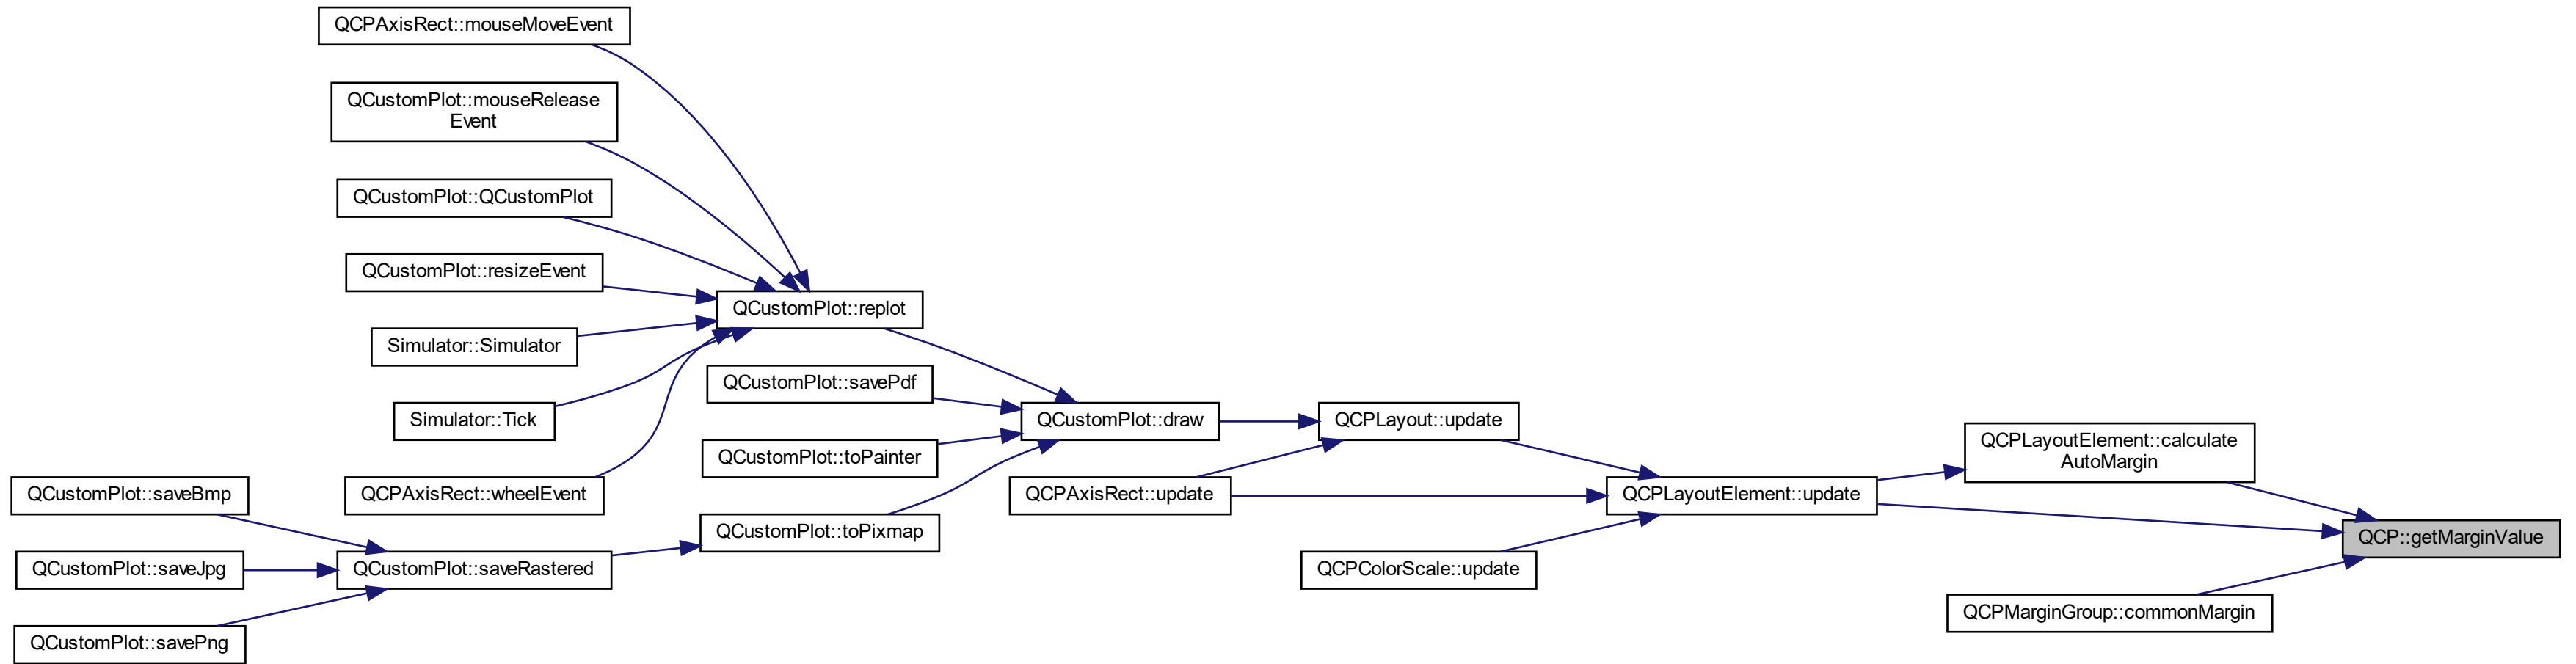 QCPAxisRect::mouseMoveEvent
QCustomPlot::mouseRelease
Event
QCustomPlot::QCustomPlot
QCustomPlot::resizeEvent
QCustomPlot::replot
Simulator::Simulator
QCustomPlot::savePdf
Simulator::Tick
QCustomPlot::draw
QCPLayout::update
QCPLayoutElement::calculate
AutoMargin
QCustomPlot::toPainter
QCustomPlot::saveBmp
QCPAxisRect::wheelEvent
QCPAxisRect::update
QCPLayoutElement::update
QCustomPlot::toPixmap
QCP::getMarginValue
QCustomPlot::saveJpg
QCustomPlot::saveRastered
QCPColorScale::update
QCPMarginGroup::commonMargin
QCustomPlot::savePng